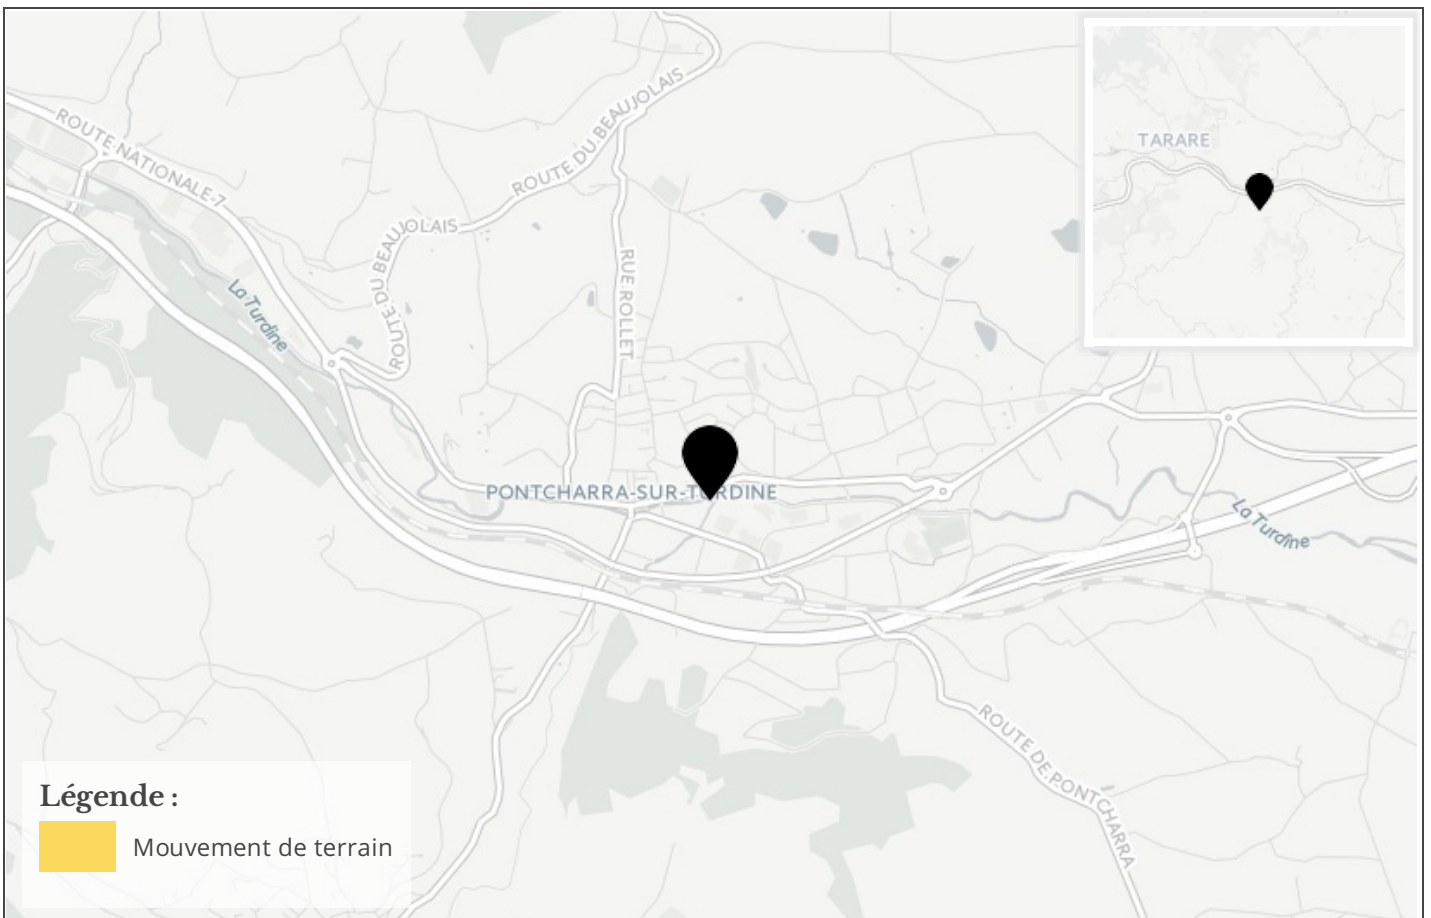 TARARE
ROUTE NATIONALE-7
ROUTE DU BEAUJOLAIS
ROUTE DU BEAUJOLAIS
ROUTE DU BEAUJOLAIS
RUE ROLLET
La Turdine
PONTCHARRA-SUR-TURDINE
La Turdine
ROUTE DE PONTCHARRA
Légende :
Mouvement de terrain